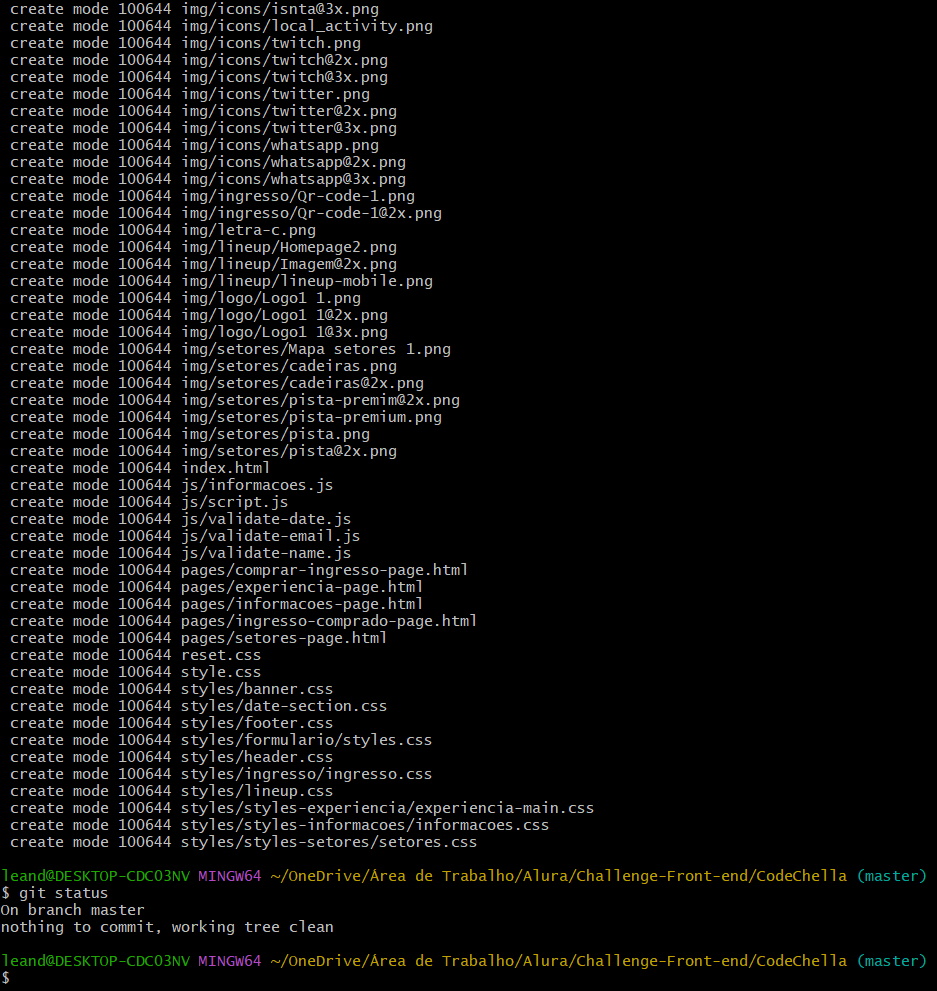 create mode 100644 img/icons/isnta@3x.png
create mode 100644 img/icons/local_activity.png
create mode 100644 img/icons/twitch.png
create mode 100644 img/icons/twitch@2x.png
create mode 100644 img/icons/twitch@3x.png
create mode 100644 img/icons/twitter.png
create mode 100644 img/icons/twitter@2x.png
create mode 100644 img/icons/twitter@3x.png
create mode 100644 img/icons/whatsapp.png
create mode 100644 img/icons/whatsapp@2x.png
create mode 100644 img/icons/whatsapp@3x.png
create mode 100644 img/ingresso/Qr-code-1.png
create mode 100644 img/ingresso/Qr-code-1@2x.png
create mode 100644 img/letra-c.png
create mode 100644 img/lineup/Homepage2.png
create mode 100644 img/lineup/Imagem@2x.png
create mode 100644 img/lineup/lineup-mobile.png
create mode 100644 img/logo/Logo1 1.png
create mode 100644 img/logo/Logo1 1@2x.png
create mode 100644 img/logo/Logo1 1@3x.png
create mode 100644 img/setores/Mapa setores 1.png
create mode 100644 img/setores/cadeiras.png
create mode 100644 img/setores/cadeiras@2x.png
create mode 100644 img/setores/pista-premim@2x.png
create mode 100644 img/setores/pista-premium.png
create mode 100644 img/setores/pista.png
create mode 100644 img/setores/pista@2x.png
create mode 100644 index.html
create mode 100644 js/informacoes.js
create mode 100644 js/script.js
create mode 100644 js/validate-date.js
create mode 100644 js/validate-email.js
create mode 100644 js/validate-name.js
create mode 100644 pages/comprar-ingresso-page.html
create mode 100644 pages/experiencia-page.html
create mode 100644 pages/informacoes-page.html
create mode 100644 pages/ingresso-comprado-page.html
create mode 100644 pages/setores-page.html
create mode 100644 reset.css
create mode 100644 style.css
create mode 100644 styles/banner.css
create mode 100644 styles/date-section.css
create mode 100644 styles/footer.css
create mode 100644 styles/formulario/styles.css
create mode 100644 styles/header.css
create mode 100644 styles/ingresso/ingresso.css
create mode 100644 styles/lineup.css
create mode 100644 styles/styles-experiencia/experiencia-main.css
create mode 100644 styles/styles-informacoes/informacoes.css
create mode 100644 styles/styles-setores/setores.css
leand@DESKTOP-CDC03NV MINGW64 ~/OneDrive/Área de Trabalho/Alura/Challenge-Front-end/CodeChella (master)
$ git status
On branch master
nothing to commit, working tree clean
leand@DESKTOP-CDC03NV MINGW64 ~/OneDrive/Área de Trabalho/Alura/Challenge-Front-end/CodeChella (master)
$